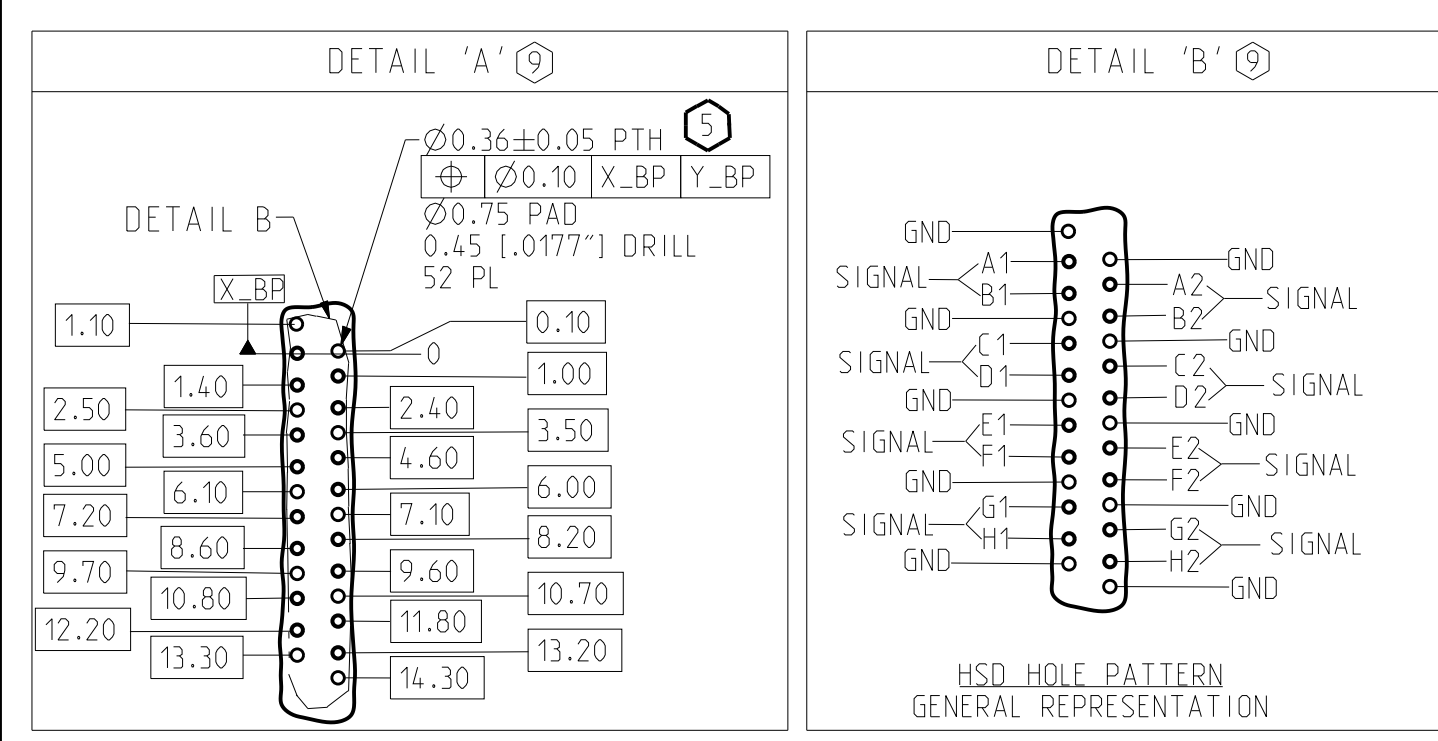 DETAIL 'A' 9
Ø0.36±0.05 PTH 5
⌖ Ø0.10 X_BP Y_BP
Ø0.75 PAD
0.45 [.0177"] DRILL
52 PL
DETAIL B
X_BP
1.10
0.10
0
1.40
1.00
2.50
2.40
3.60
3.50
5.00
4.60
6.10
6.00
7.20
7.10
8.60
8.20
9.70
9.60
10.80
10.70
12.20
11.80
13.30
13.20
14.30
DETAIL 'B' 9
GND
A1
SIGNAL
B1
GND
C1
SIGNAL
D1
GND
E1
SIGNAL
F1
GND
G1
SIGNAL
H1
GND
GND
A2
SIGNAL
B2
GND
C2
SIGNAL
D2
GND
E2
SIGNAL
F2
GND
G2
SIGNAL
H2
GND
HSD HOLE PATTERN
GENERAL REPRESENTATION